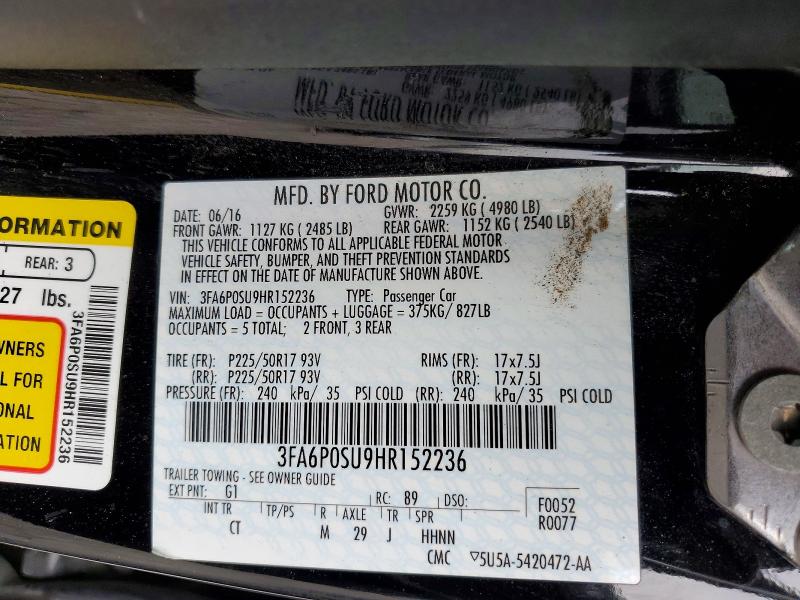 MFD. BY FORD MOTOR CO.
DATE: 06/16 GVWR: 2259 KG ( 4980 LB)
FRONT GAWR: 1127 KG ( 2485 LB) REAR GAWR: 1152 KG ( 2540 LB)
THIS VEHICLE CONFORMS TO ALL APPLICABLE FEDERAL MOTOR
VEHICLE SAFETY, BUMPER, AND THEFT PREVENTION STANDARDS
IN EFFECT ON THE DATE OF MANUFACTURE SHOWN ABOVE.
VIN: 3FA6P0SU9HR152236 TYPE: Passenger Car
MAXIMUM LOAD = OCCUPANTS + LUGGAGE = 375KG/ 827LB
OCCUPANTS = 5 TOTAL; 2 FRONT, 3 REAR
TIRE (FR): P225/50R17 93V RIMS (FR): 17x7.5J
(RR): P225/50R17 93V (RR): 17x7.5J
PRESSURE (FR): 240 kPa/ 35 PSI COLD (RR): 240 kPa/ 35 PSI COLD
3FA6P0SU9HR152236
TRAILER TOWING - SEE OWNER GUIDE
EXT PNT: G1 RC: 89 DSO: F0052
INT TR TP/PS R AXLE TR SPR R0077
CT M 29 J HHNN
CMC ▽5U5A-5420472-AA
ORMATION
REAR: 3
27 lbs.
WNERS
L FOR
ONAL
ATION
3FA6P0SU9HR152236